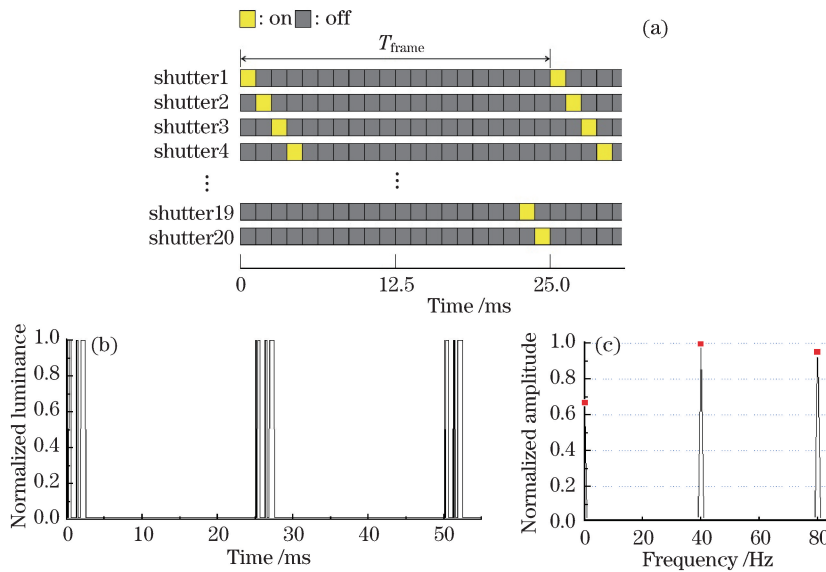 : on : off
(a)
Tframe
shutter1
shutter2
shutter3
shutter4
shutter19
shutter20
0 12.5 25.0
Time /ms
(b)
Normalized luminance
1.0
0.8
0.6
0.4
0.2
0.0
0 10 20 30 40 50
Time /ms
(c)
Normalized amplitude
1.0
0.8
0.6
0.4
0.2
0.0
0 20 40 60 80
Frequency /Hz